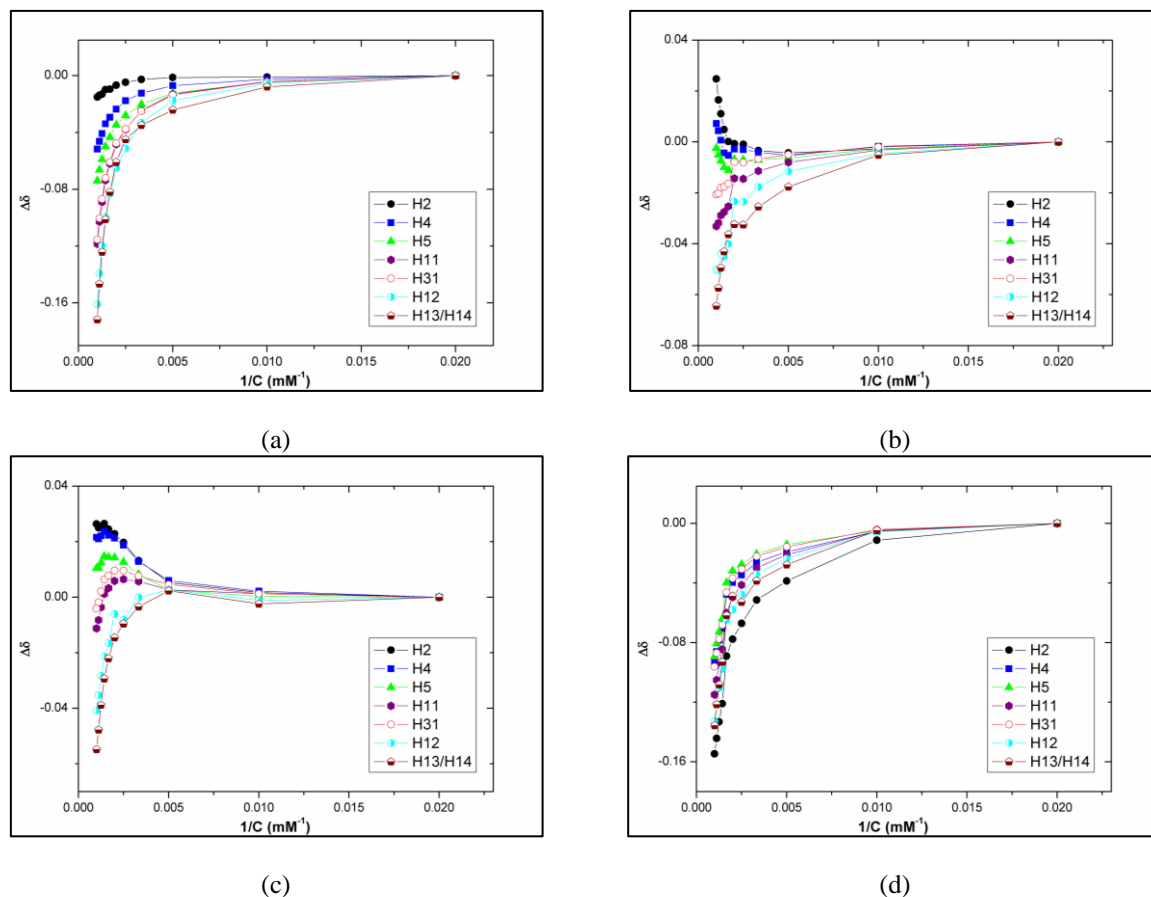 0.00
-0.08
-0.16
Δδ
H2
H4
H5
H11
H31
H12
H13/H14
0.000 0.005 0.010 0.015 0.020
1/C (mM⁻¹)
(a)
0.04
0.00
-0.04
-0.08
Δδ
H2
H4
H5
H11
H31
H12
H13/H14
0.000 0.005 0.010 0.015 0.020
1/C (mM⁻¹)
(b)
0.04
0.00
-0.04
Δδ
H2
H4
H5
H11
H31
H12
H13/H14
0.000 0.005 0.010 0.015 0.020
1/C (mM⁻¹)
(c)
0.00
-0.08
-0.16
Δδ
H2
H4
H5
H11
H31
H12
H13/H14
0.000 0.005 0.010 0.015 0.020
1/C (mM⁻¹)
(d)